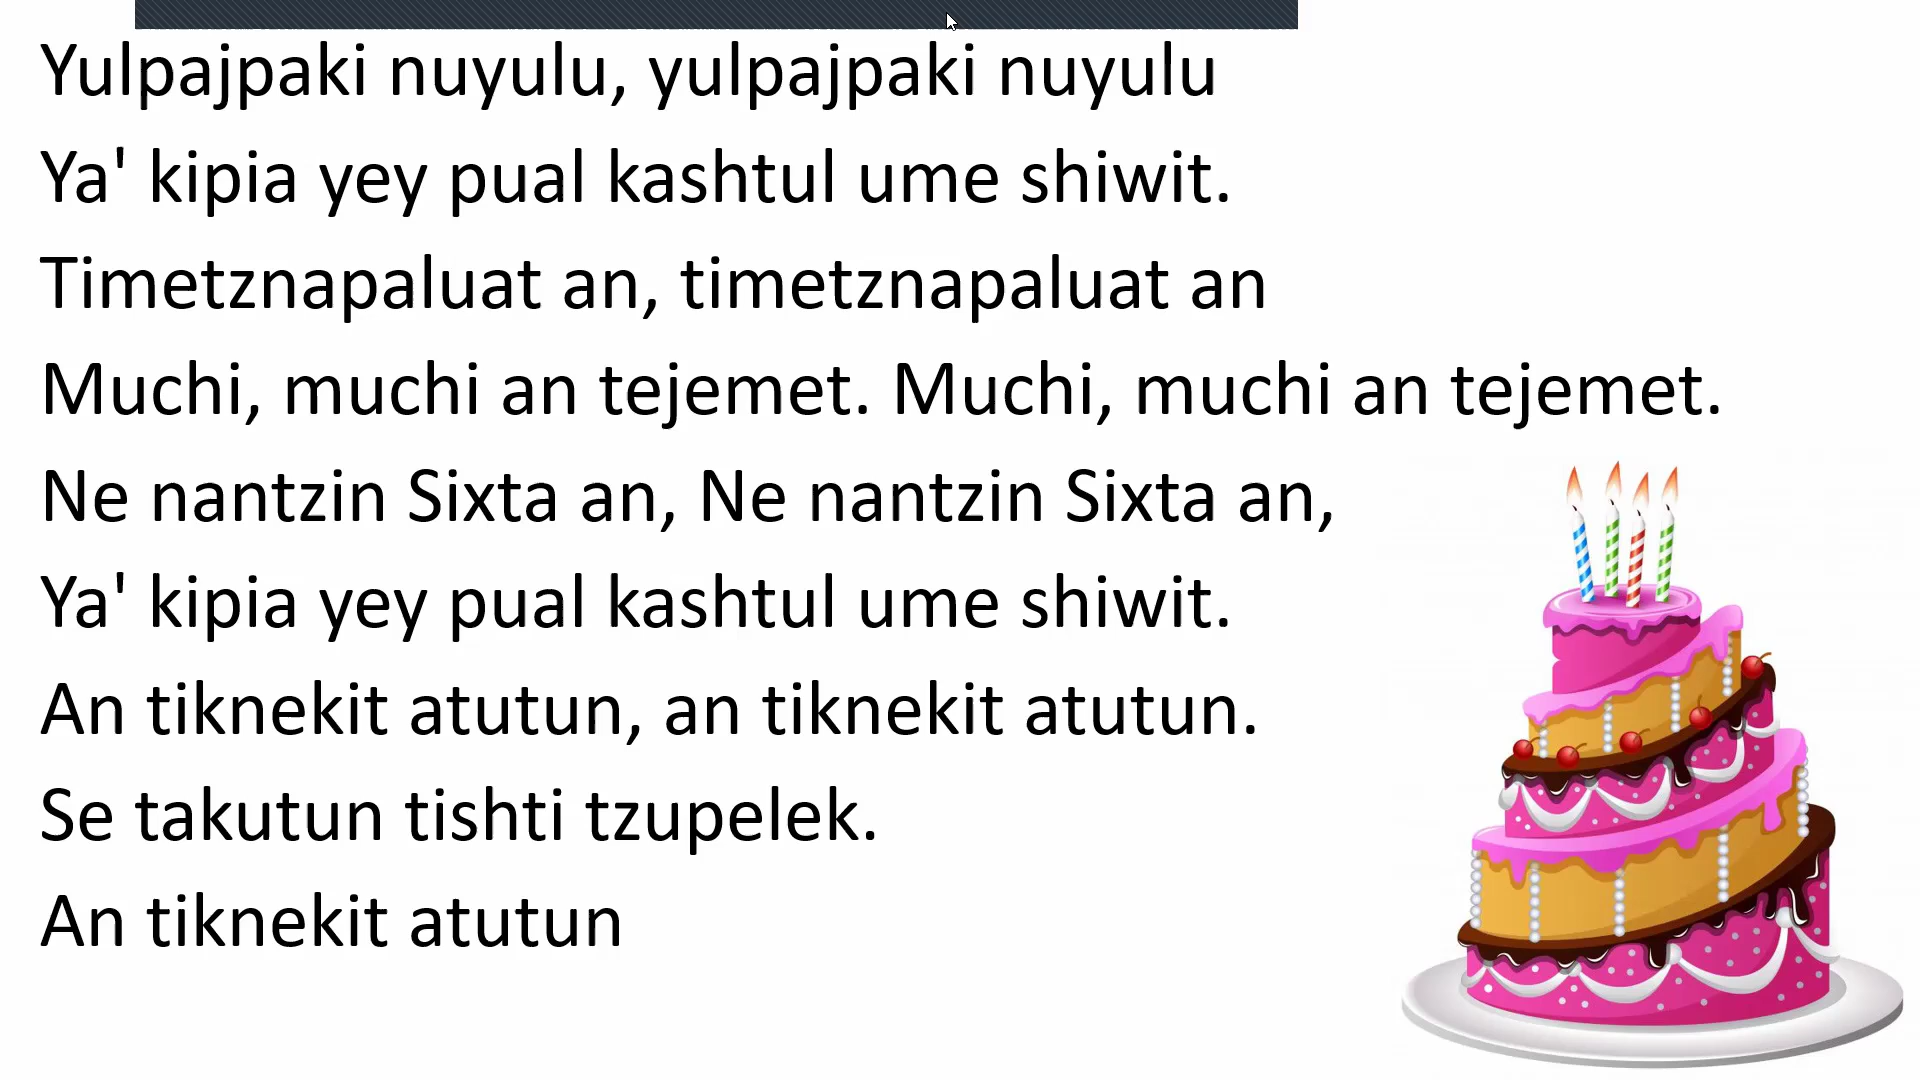 Yulpajpaki nuyulu, yulpajpaki nuyulu
Ya' kipia yey pual kashtul ume shiwit.
Timetznapaluat an, timetznapaluat an
Muchi, muchi an tejemet. Muchi, muchi an tejemet.
Ne nantzin Sixta an, Ne nantzin Sixta an,
Ya' kipia yey pual kashtul ume shiwit.
An tiknekit atutun, an tiknekit atutun.
Se takutun tishti tzupelek.
An tiknekit atutun